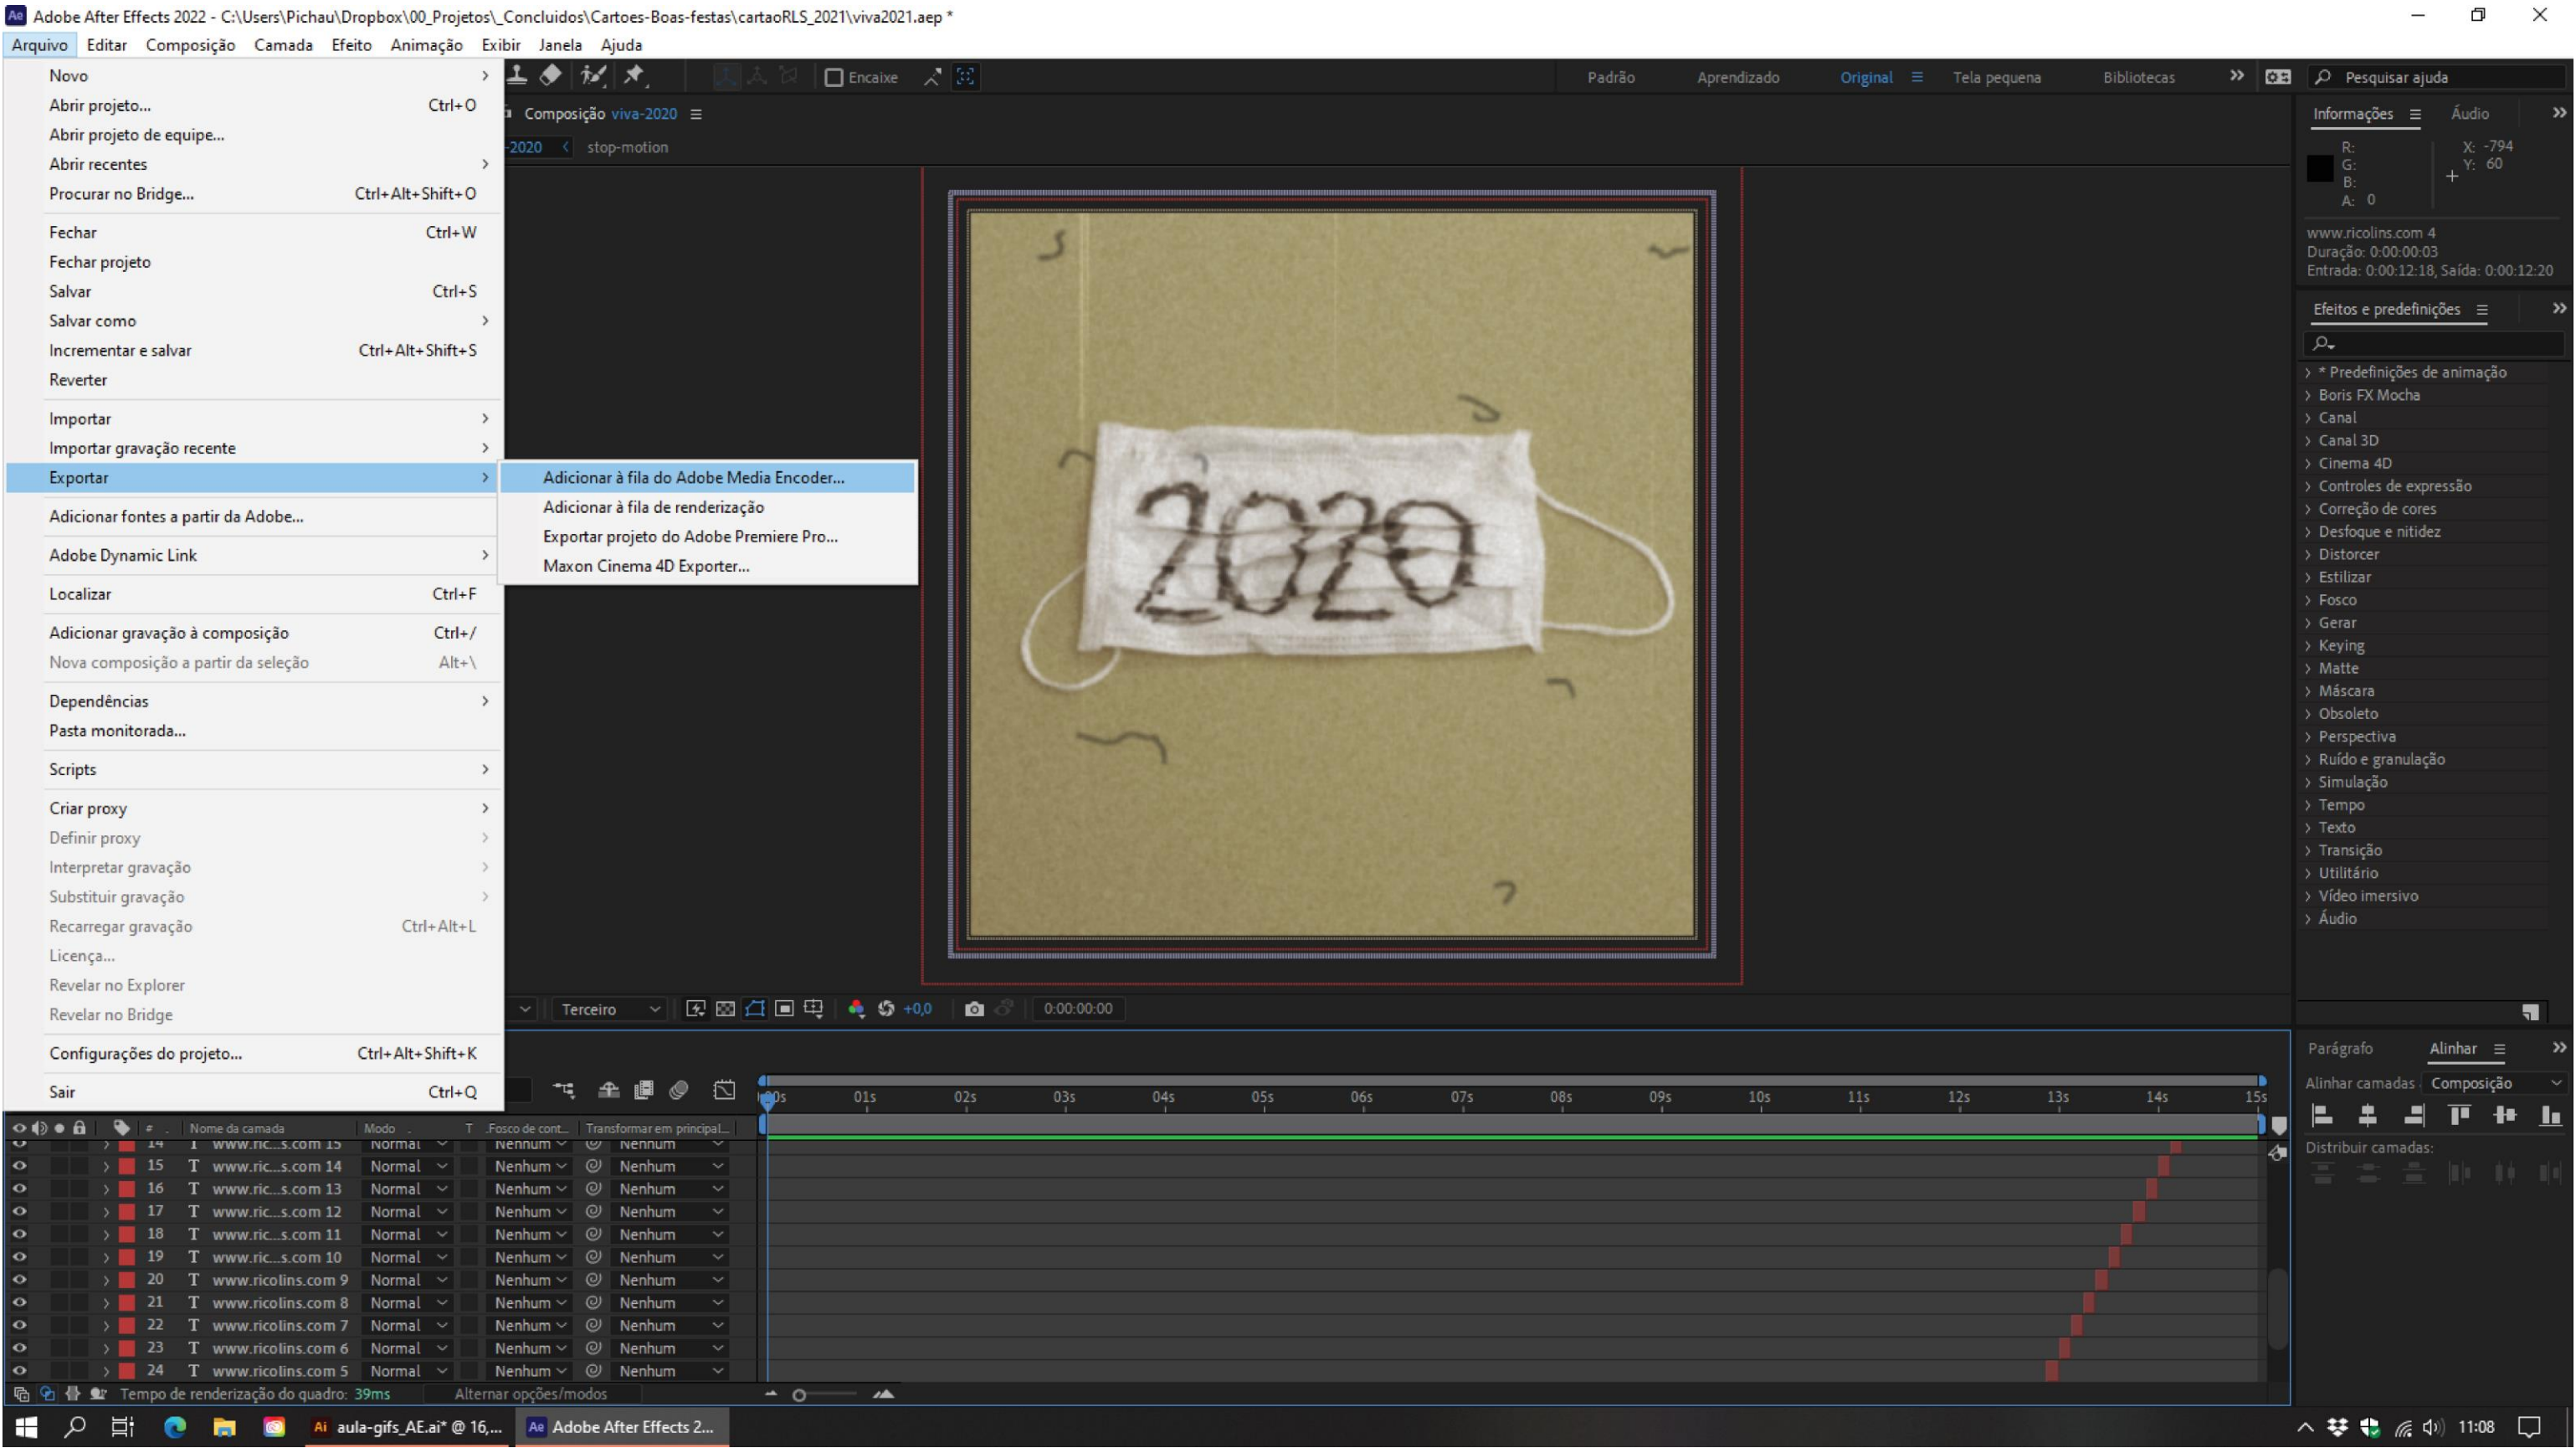 Adobe After Effects 2022 - C:\Users\Pichau\Dropbox\00_Projetos\_Concluidos\Cartoes-Boas-festas\cartaoRLS_2021\viva2021.aep *
Arquivo Editar Composição Camada Efeito Animação Exibir Janela Ajuda
Encaixe Padrão Aprendizado Original Tela pequena Bibliotecas Pesquisar ajuda
Novo
Abrir projeto... Ctrl+O
Abrir projeto de equipe...
Abrir recentes
Procurar no Bridge... Ctrl+Alt+Shift+O
Fechar Ctrl+W
Fechar projeto
Salvar Ctrl+S
Salvar como
Incrementar e salvar Ctrl+Alt+Shift+S
Reverter
Importar
Importar gravação recente
Exportar
Adicionar fontes a partir da Adobe...
Adobe Dynamic Link
Localizar Ctrl+F
Adicionar gravação à composição Ctrl+/
Nova composição a partir da seleção Alt+\
Dependências
Pasta monitorada...
Scripts
Criar proxy
Definir proxy
Interpretar gravação
Substituir gravação
Recarregar gravação Ctrl+Alt+L
Licença...
Revelar no Explorer
Revelar no Bridge
Configurações do projeto... Ctrl+Alt+Shift+K
Sair Ctrl+Q
Adicionar à fila do Adobe Media Encoder...
Adicionar à fila de renderização
Exportar projeto do Adobe Premiere Pro...
Maxon Cinema 4D Exporter...
Composição viva-2020
-2020 < stop-motion
2020
Terceiro +0,0 0:00:00:00
Informações Áudio
R: X: -794
G: Y: 60
B:
A: 0
www.ricolins.com 4
Duração: 0:00:00:03
Entrada: 0:00:12:18, Saída: 0:00:12:20
Efeitos e predefinições
* Predefinições de animação
Boris FX Mocha
Canal
Canal 3D
Cinema 4D
Controles de expressão
Correção de cores
Desfoque e nitidez
Distorcer
Estilizar
Fosco
Gerar
Keying
Matte
Máscara
Obsoleto
Perspectiva
Ruído e granulação
Simulação
Tempo
Texto
Transição
Utilitário
Vídeo imersivo
Áudio
Parágrafo Alinhar
Alinhar camadas Composição
Distribuir camadas:
00s 01s 02s 03s 04s 05s 06s 07s 08s 09s 10s 11s 12s 13s 14s 15s
# . Nome da camada Modo . T .Fosco de cont... Transformar em principal...
14 T www.ric...s.com 15 Normal Nenhum Nenhum
15 T www.ric...s.com 14 Normal Nenhum Nenhum
16 T www.ric...s.com 13 Normal Nenhum Nenhum
17 T www.ric...s.com 12 Normal Nenhum Nenhum
18 T www.ric...s.com 11 Normal Nenhum Nenhum
19 T www.ric...s.com 10 Normal Nenhum Nenhum
20 T www.ricolins.com 9 Normal Nenhum Nenhum
21 T www.ricolins.com 8 Normal Nenhum Nenhum
22 T www.ricolins.com 7 Normal Nenhum Nenhum
23 T www.ricolins.com 6 Normal Nenhum Nenhum
24 T www.ricolins.com 5 Normal Nenhum Nenhum
Tempo de renderização do quadro: 39ms Alternar opções/modos
Ai aula-gifs_AE.ai* @ 16,... Ae Adobe After Effects 2... 11:08